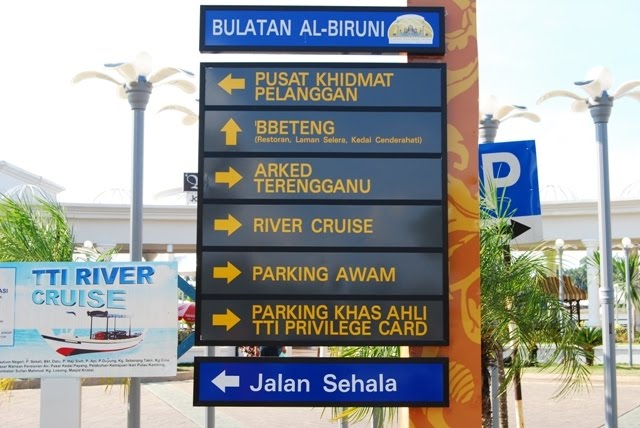 BULATAN AL-BIRUNI
PUSAT KHIDMAT
PELANGGAN
'BBETENG
(Restoran, Laman Selera, Kedai Cenderahati)
ARKED
TERENGGANU
RIVER CRUISE
PARKING AWAM
PARKING KHAS AHLI
TTI PRIVILEGE CARD
Jalan Sehala
P
TTI RIVER
CRUISE